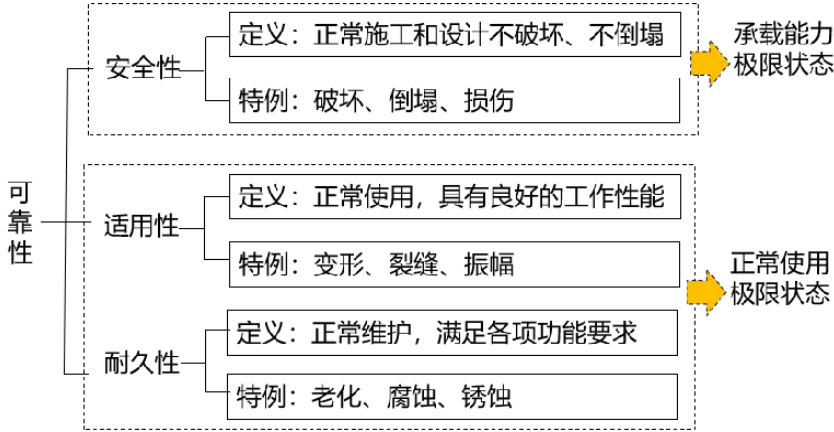 可靠性
安全性
定义：正常施工和设计不破坏、不倒塌
特例：破坏、倒塌、损伤
承载能力
极限状态
适用性
定义：正常使用，具有良好的工作性能
特例：变形、裂缝、振幅
耐久性
定义：正常维护，满足各项功能要求
特例：老化、腐蚀、锈蚀
正常使用
极限状态